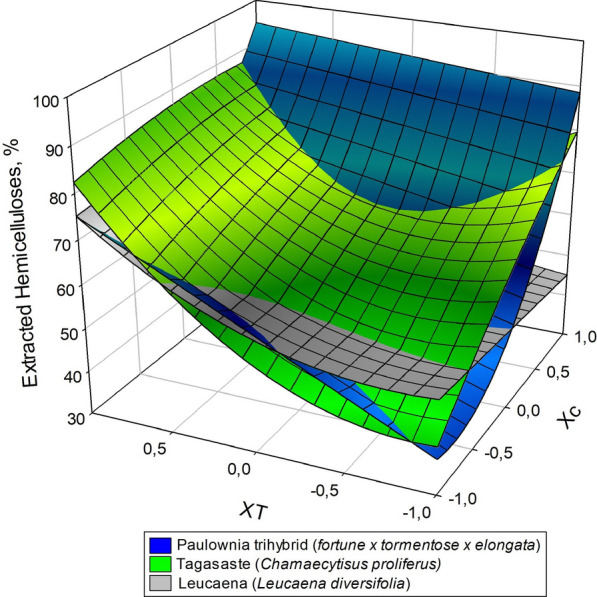 Extracted Hemicelluloses, %
100
90
80
70
60
50
40
30
0,5
0,0
-0,5
-1,0
XT
1,0
0,5
0,0
-0,5
-1,0
Xc
Paulownia trihybrid (fortune x tormentose x elongata)
Tagasaste (Chamaecytisus proliferus)
Leucaena (Leucaena diversifolia)